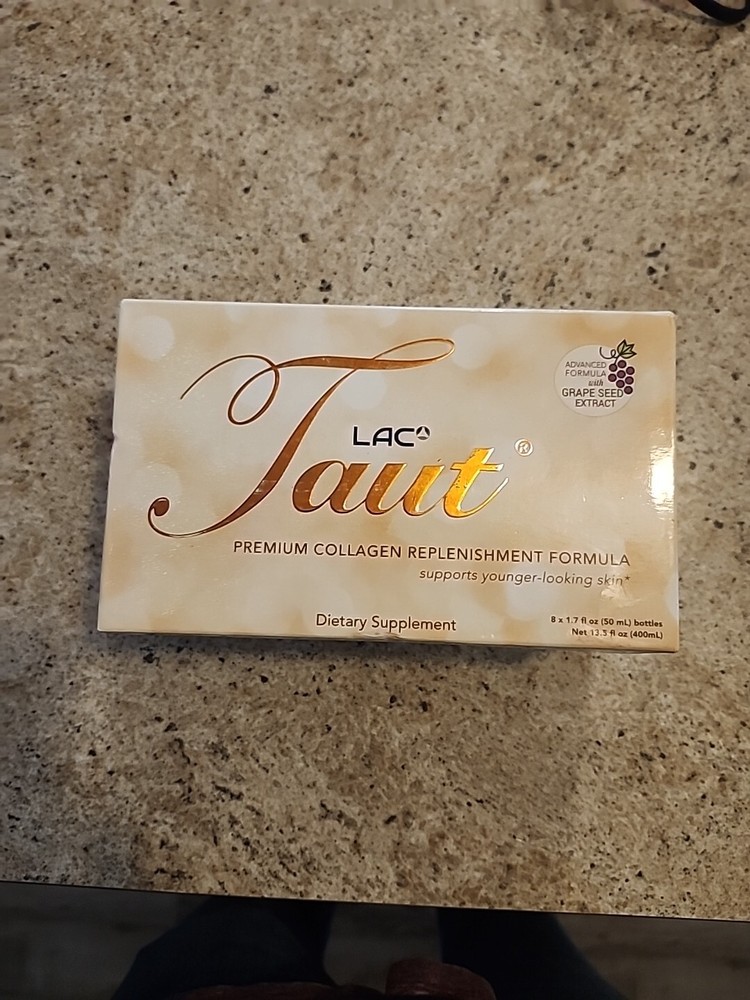 ADVANCED
FORMULA
with
GRAPE SEED
EXTRACT
LAC
Taut®
PREMIUM COLLAGEN REPLENISHMENT FORMULA
supports younger-looking skin*
Dietary Supplement
8 x 1.7 fl oz (50 mL) bottles
Net 13.5 fl oz (400mL)